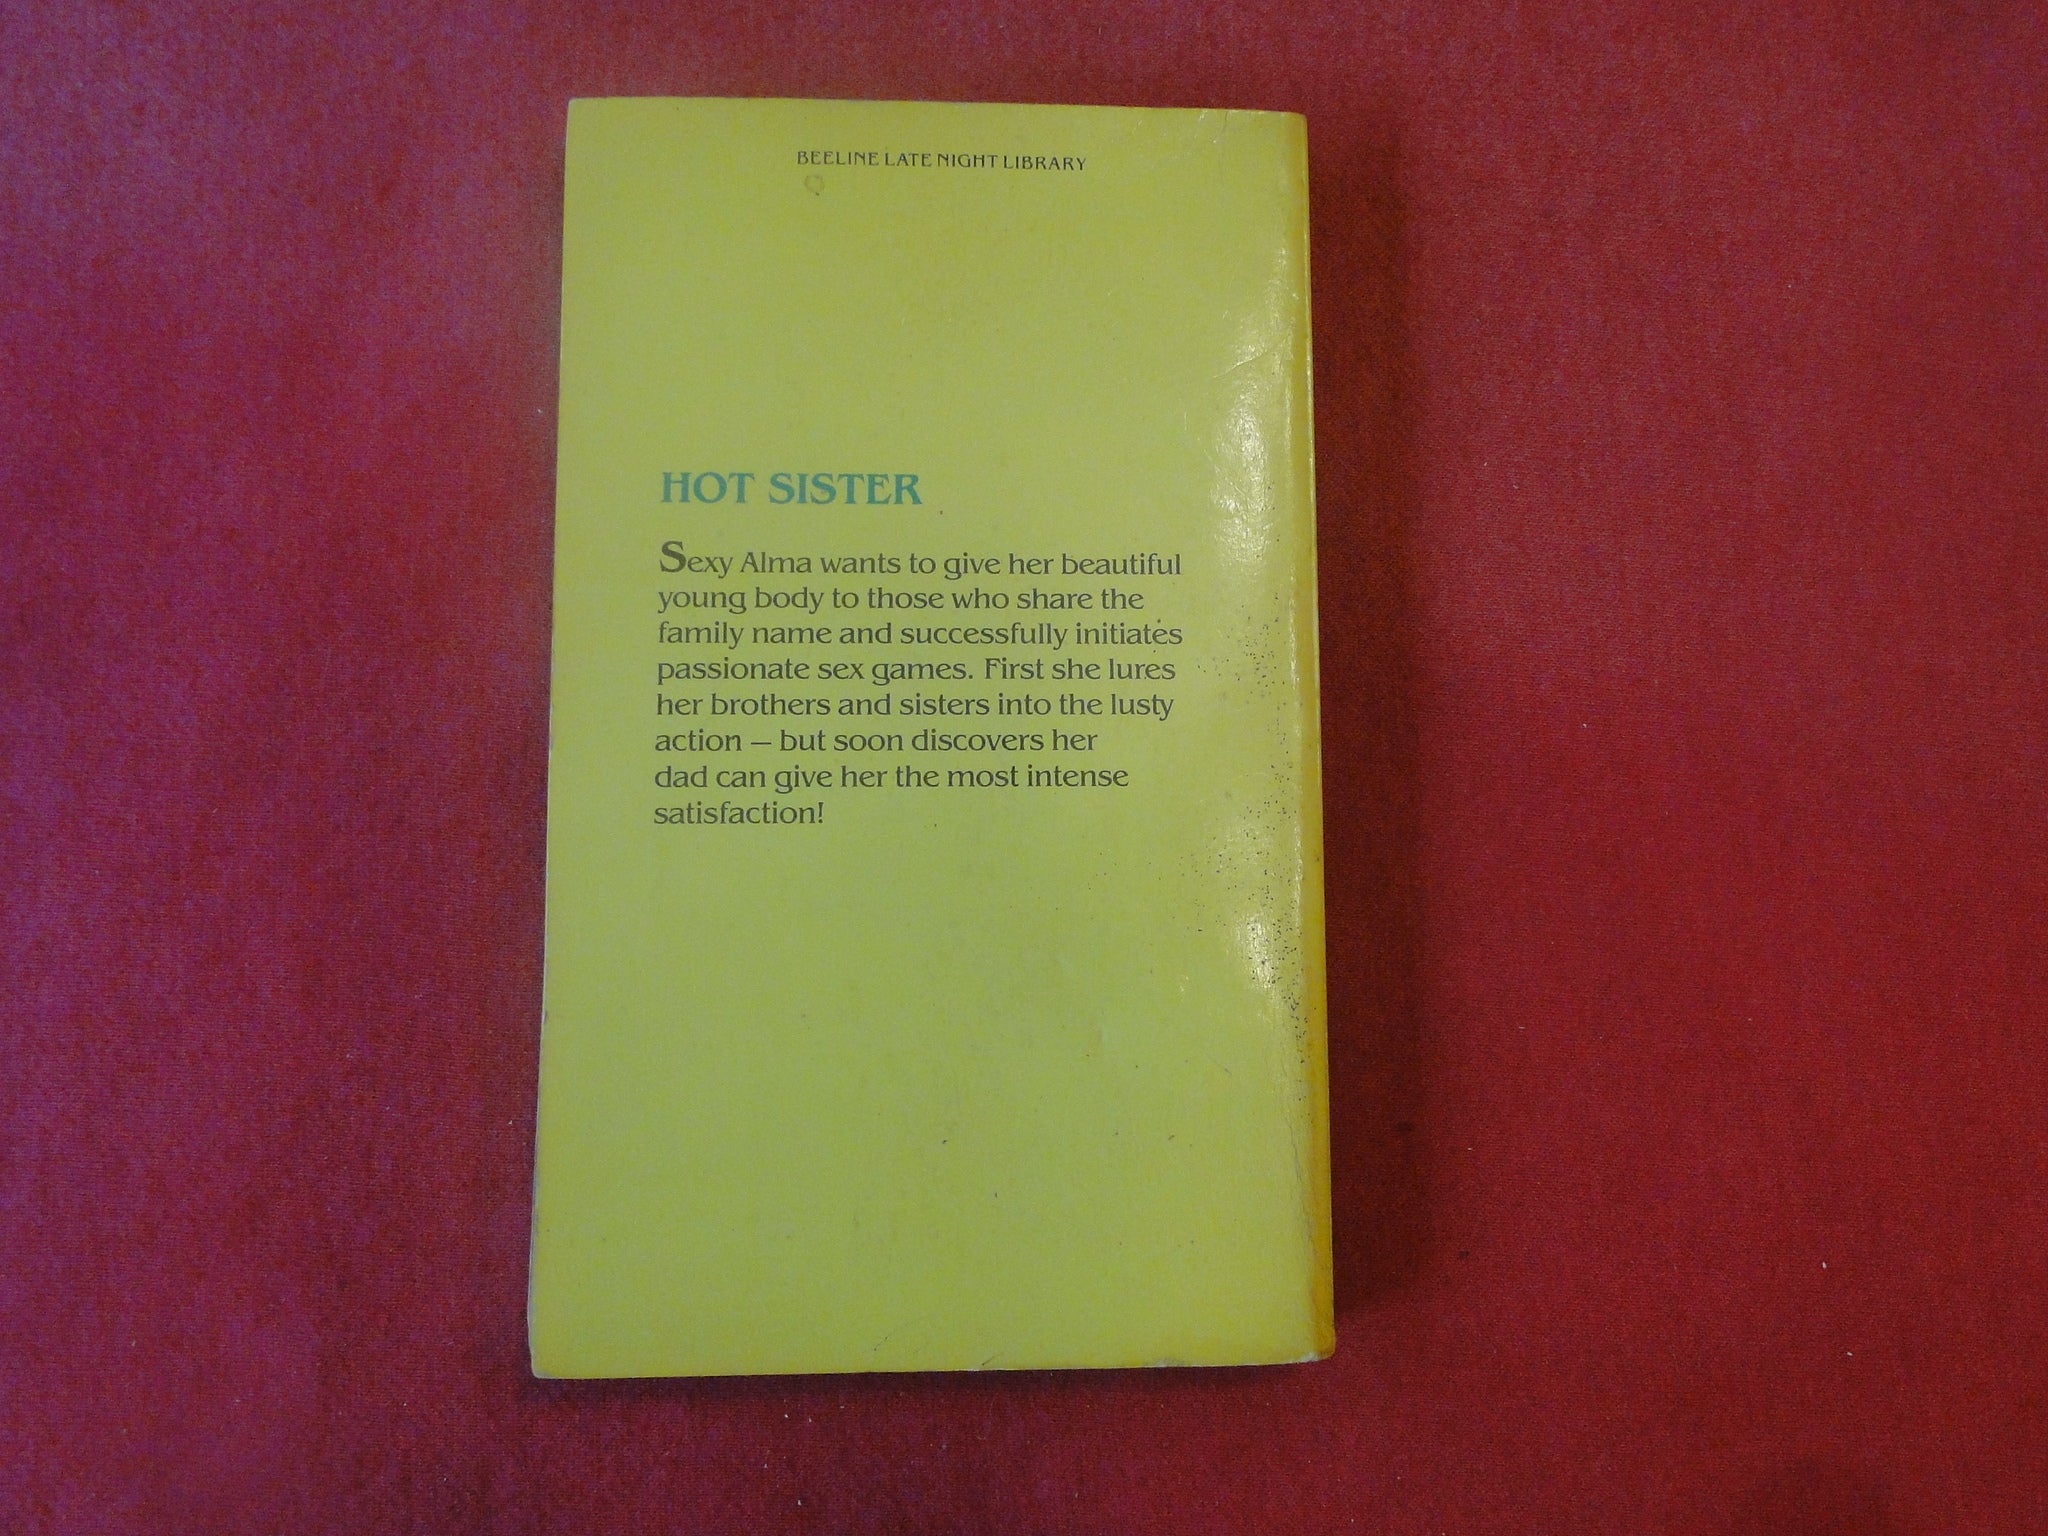 BEELINE LATE NIGHT LIBRARY
HOT SISTER
Sexy Alma wants to give her beautiful
young body to those who share the
family name and successfully initiates
passionate sex games. First she lures
her brothers and sisters into the lusty
action — but soon discovers her
dad can give her the most intense
satisfaction!